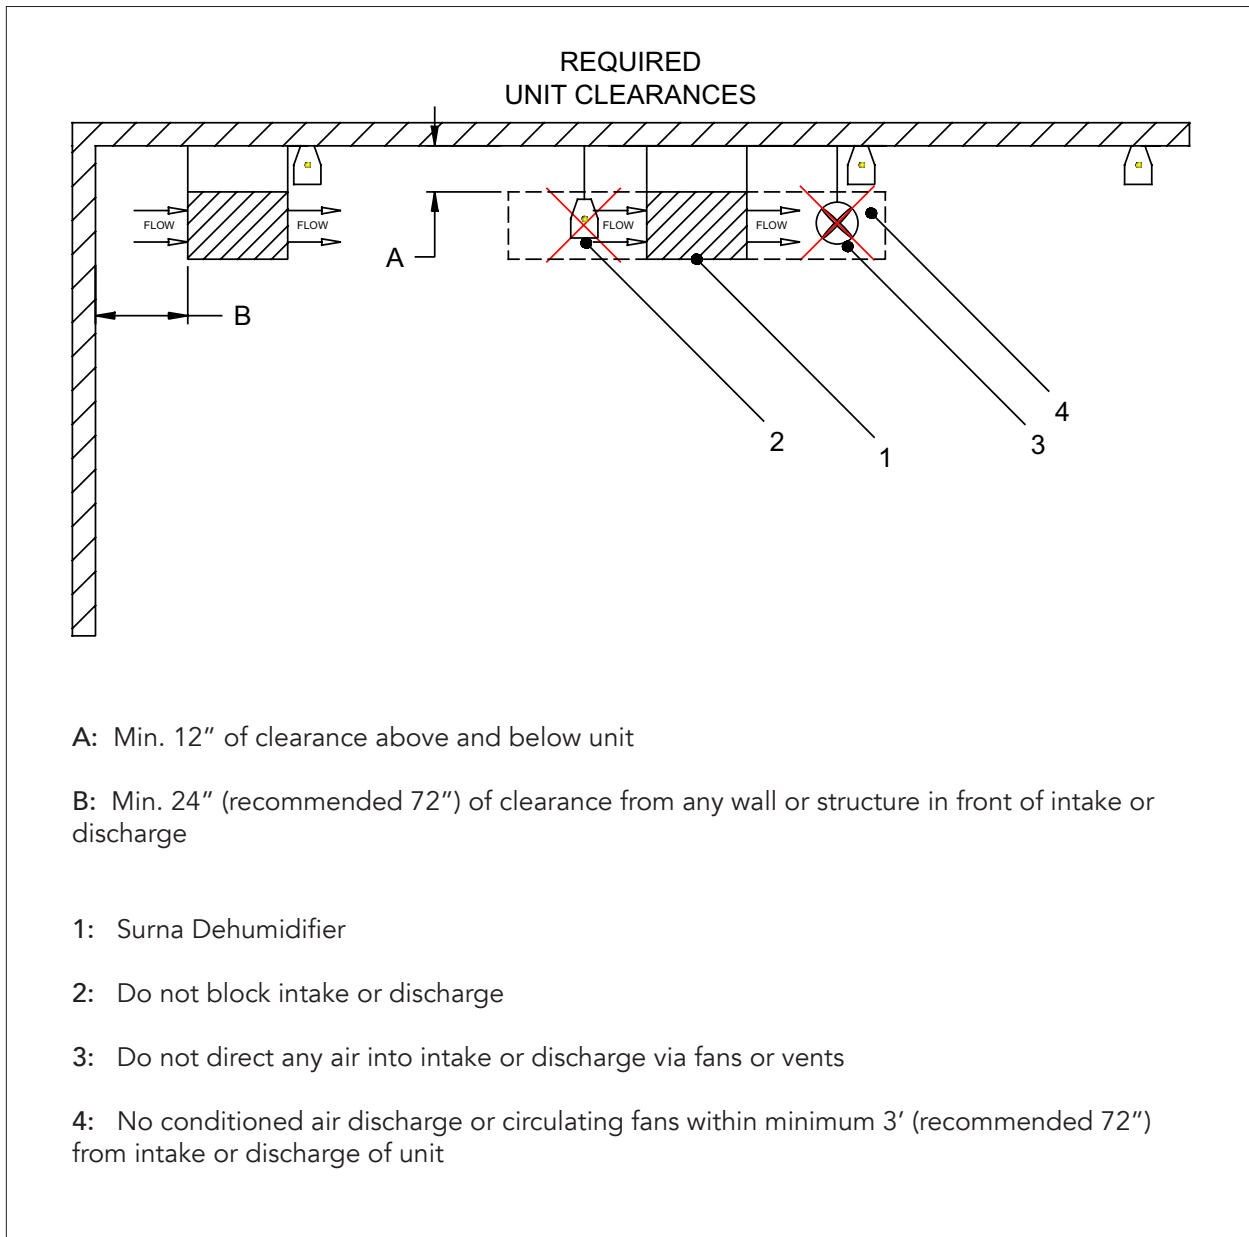 REQUIRED
UNIT CLEARANCES
FLOW
FLOW
FLOW
FLOW
A
B
4
3
2
1
A: Min. 12” of clearance above and below unit
B: Min. 24” (recommended 72”) of clearance from any wall or structure in front of intake or
discharge
1: Surna Dehumidifier
2: Do not block intake or discharge
3: Do not direct any air into intake or discharge via fans or vents
4: No conditioned air discharge or circulating fans within minimum 3’ (recommended 72”)
from intake or discharge of unit